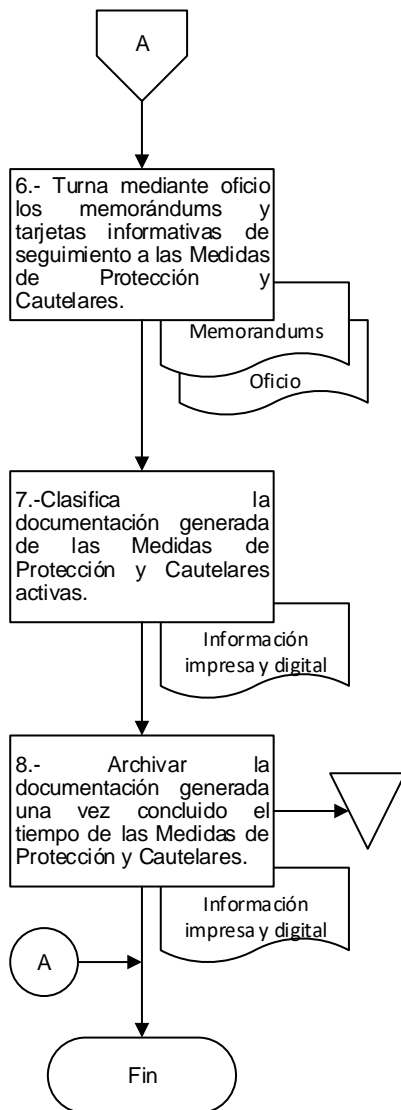 A
6.- Turna mediante oficio
los memorándums y
tarjetas informativas de
seguimiento a las Medidas
de Protección y
Cautelares.
Memorandums
Oficio
7.-Clasifica la
documentación generada
de las Medidas de
Protección y Cautelares
activas.
Información
impresa y digital
8.- Archivar la
documentación generada
una vez concluido el
tiempo de las Medidas de
Protección y Cautelares.
Información
impresa y digital
A
Fin